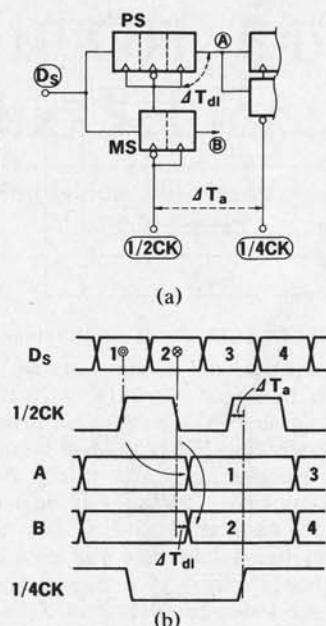 PS
Ⓐ
DS
ΔTdl
MS
Ⓑ
ΔTa
1/2CK
1/4CK
(a)
DS 1 2 3 4
ΔTa
1/2CK
A 1 3
B 2 4
ΔTdl
1/4CK
(b)